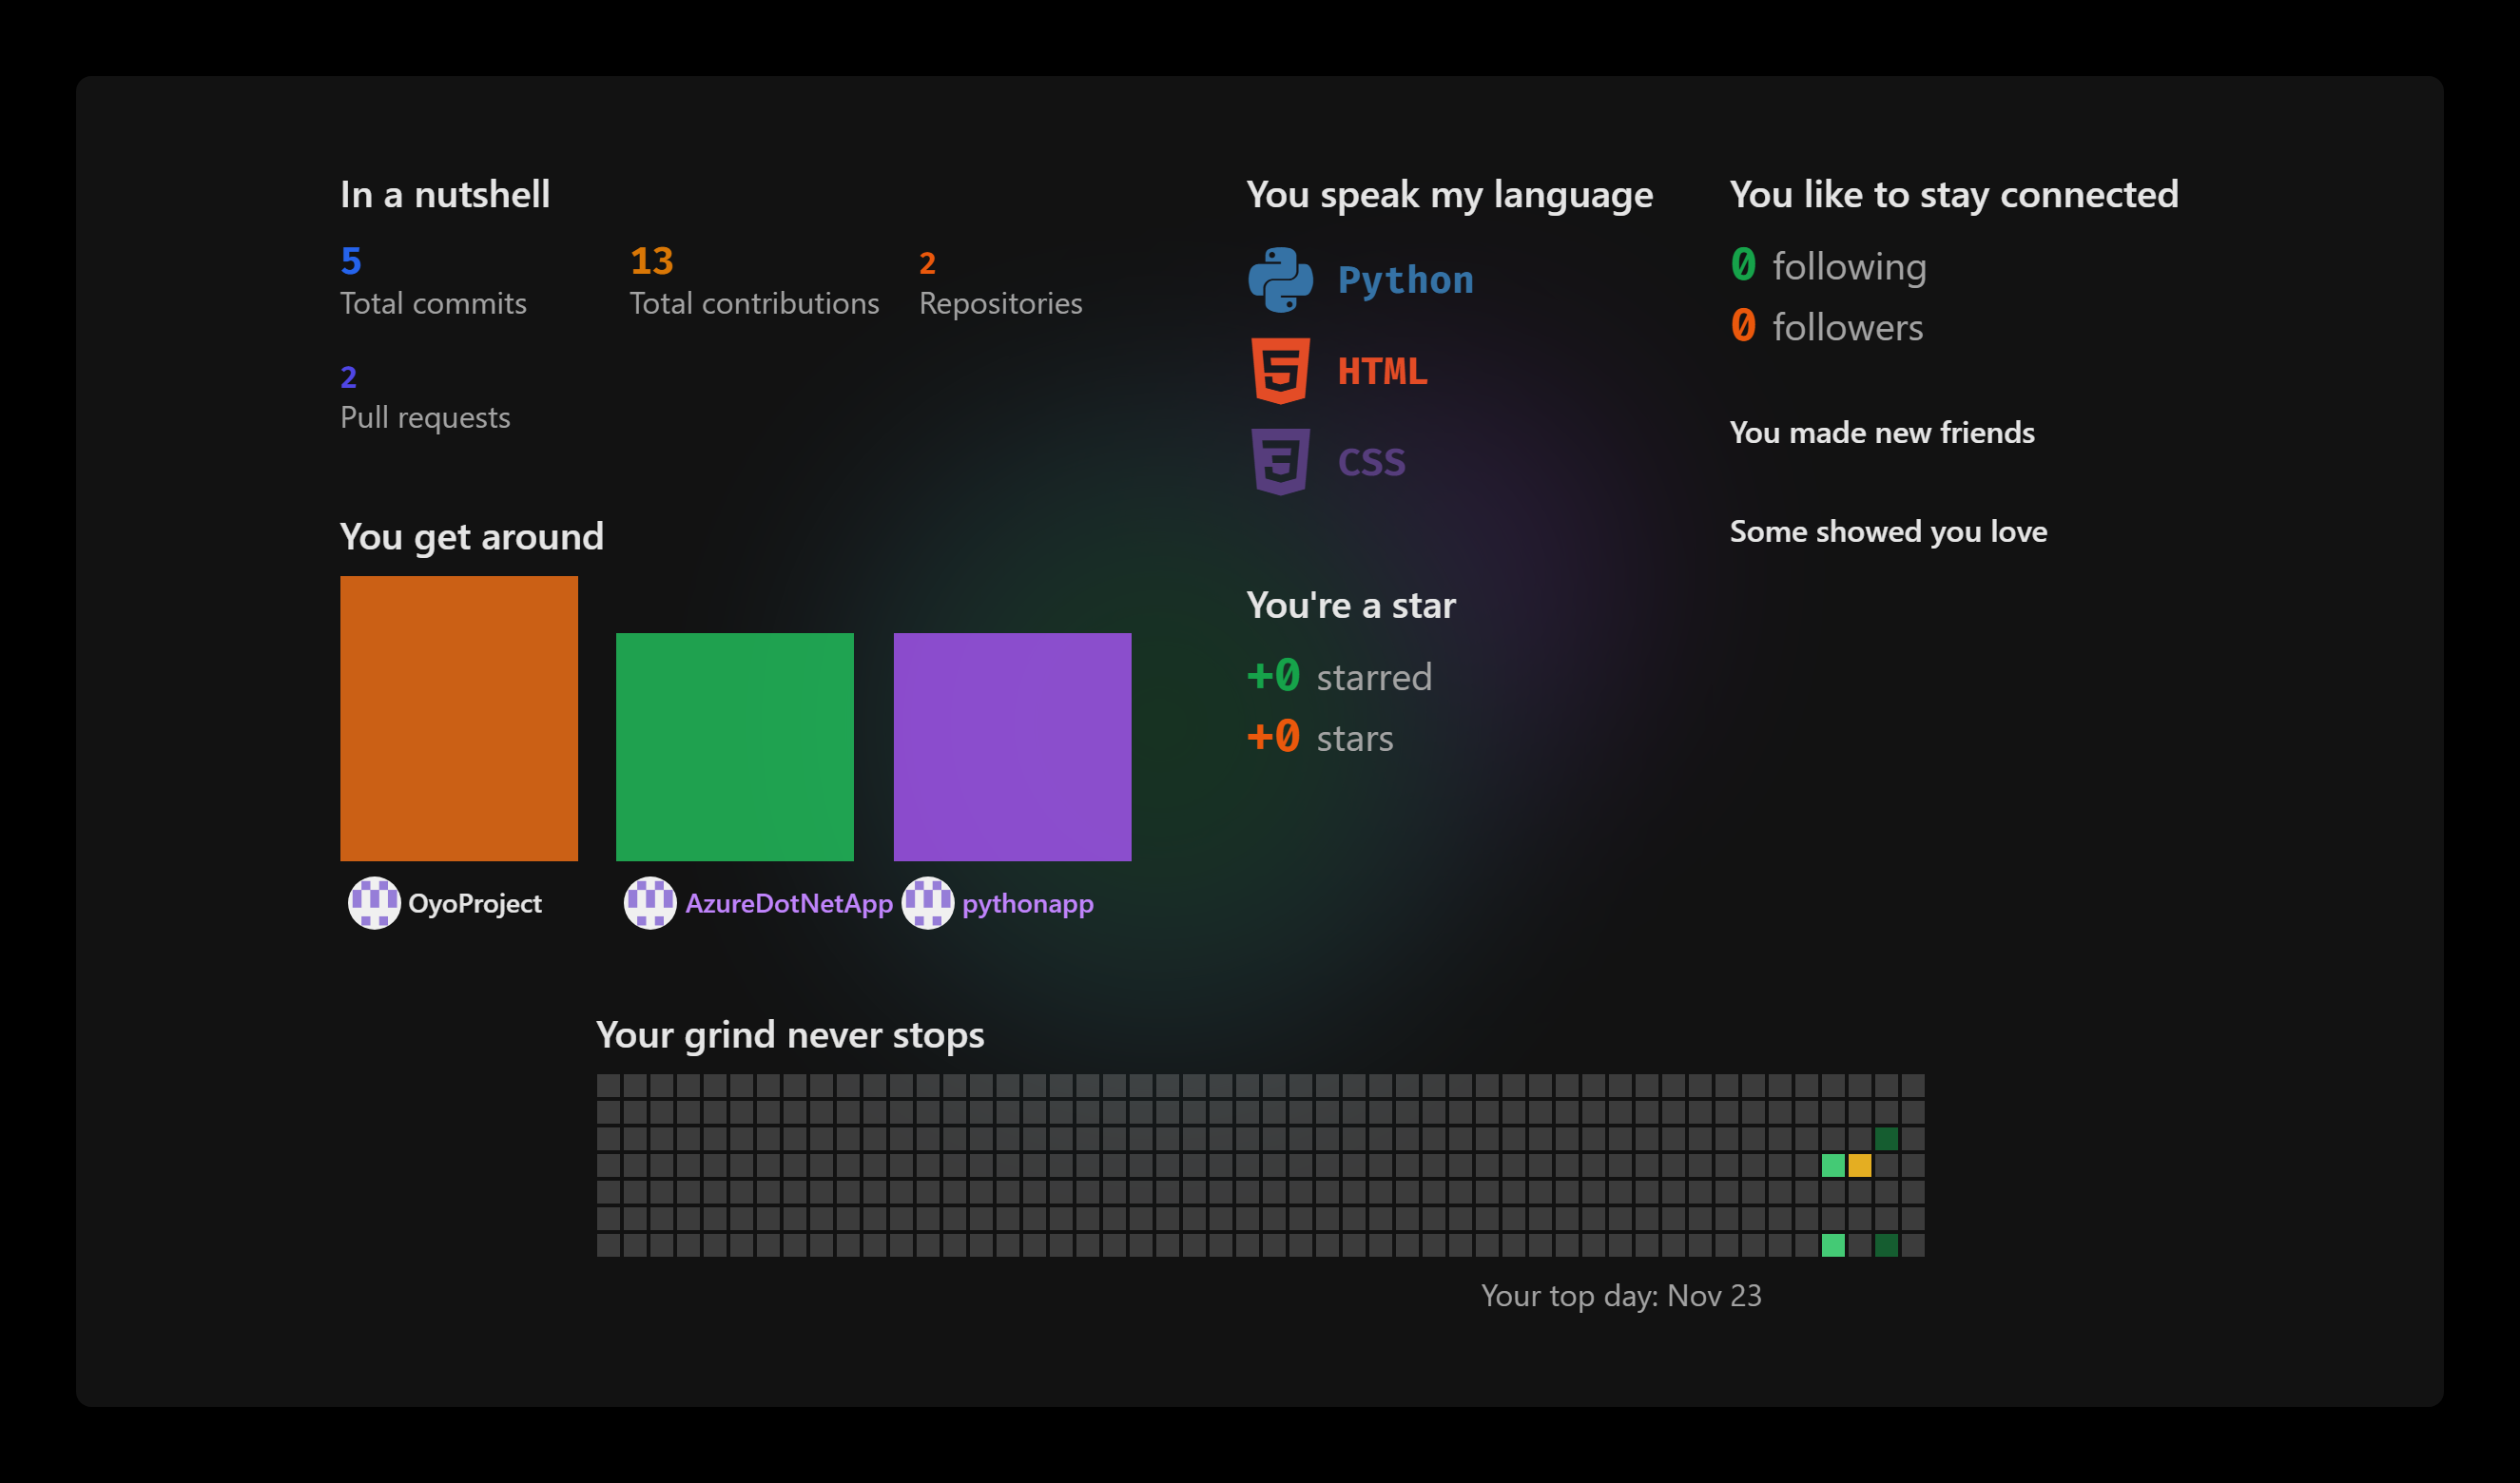 In a nutshell
5
Total commits
13
Total contributions
2
Repositories
2
Pull requests
You get around
OyoProject
AzureDotNetApp
pythonapp
You speak my language
Python
HTML
CSS
You're a star
+0 starred
+0 stars
You like to stay connected
0 following
0 followers
You made new friends
Some showed you love
Your grind never stops
Your top day: Nov 23